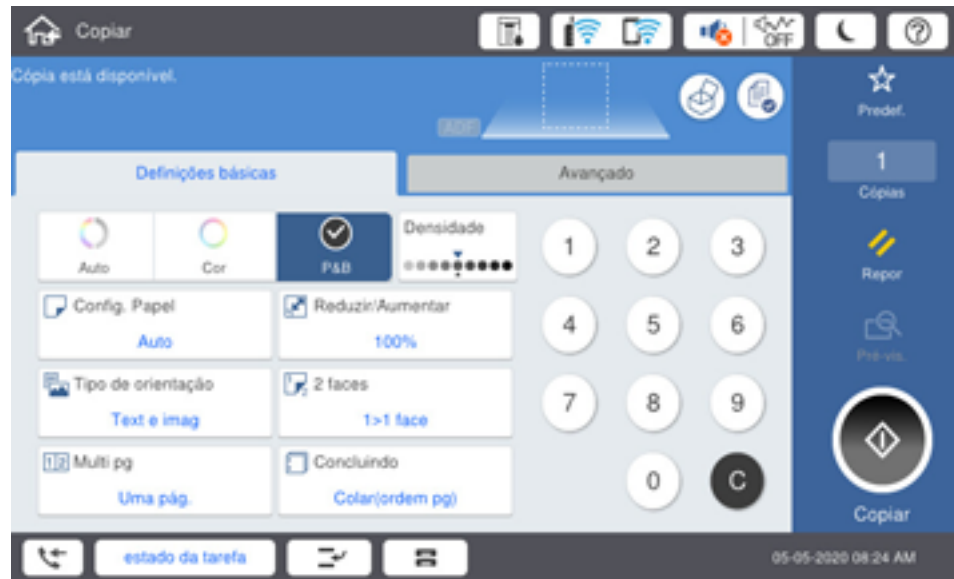 Copiar
OFF
Cópia está disponível.
ADF
Predef.
1
Cópias
Definições básicas
Avançado
Auto
Cor
P&B
Densidade
1
2
3
Repor
Config. Papel
Auto
Reduzir/Aumentar
100%
4
5
6
Pré-vis.
Tipo de orientação
Text e imag
2 faces
1>1 face
7
8
9
1 2 Multi pg
Uma pág.
Concluindo
Colar(ordem pg)
0
C
Copiar
estado da tarefa
05-05-2020 08:24 AM